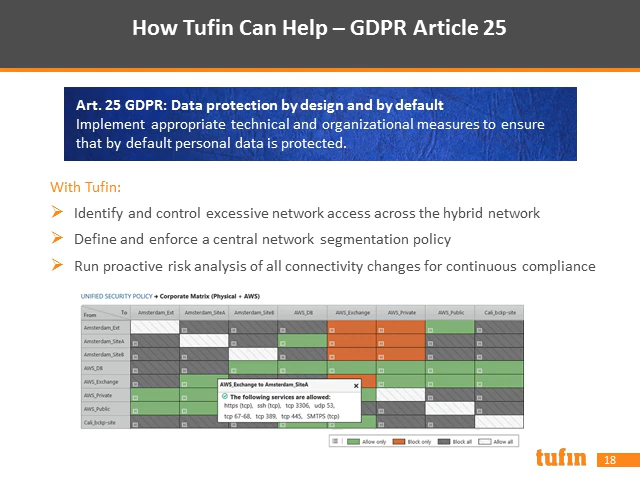 How Tufin Can Help – GDPR Article 25
Art. 25 GDPR: Data protection by design and by default
Implement appropriate technical and organizational measures to ensure
that by default personal data is protected.
With Tufin:
Identify and control excessive network access across the hybrid network
Define and enforce a central network segmentation policy
Run proactive risk analysis of all connectivity changes for continuous compliance
UNIFIED SECURITY POLICY → Corporate Matrix (Physical + AWS)
To Amsterdam_Ext Amsterdam_SiteA Amsterdam_SiteB AWS_DB AWS_Exchange AWS_Private AWS_Public Cali_bckp-site
From
Amsterdam_Ext
Amsterdam_SiteA
Amsterdam_SiteB
AWS_DB
AWS_Exchange
AWS_Private
AWS_Public
Cali_bckp-site
AWS_Exchange to Amsterdam_SiteA
The following services are allowed:
https (tcp), ssh (tcp), tcp 3306, udp 53,
tcp 67-68, tcp 389, tcp 445, SMTPS (tcp)
Allow only Block only Block all Allow all
tufin 18